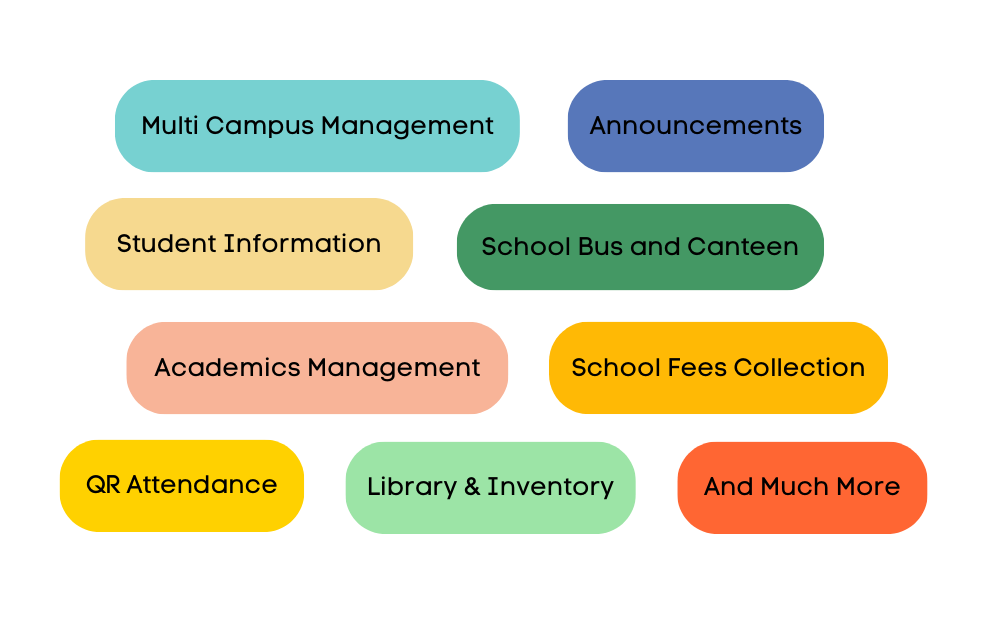 Multi Campus Management
Announcements
Student Information
School Bus and Canteen
Academics Management
School Fees Collection
QR Attendance
Library & Inventory
And Much More